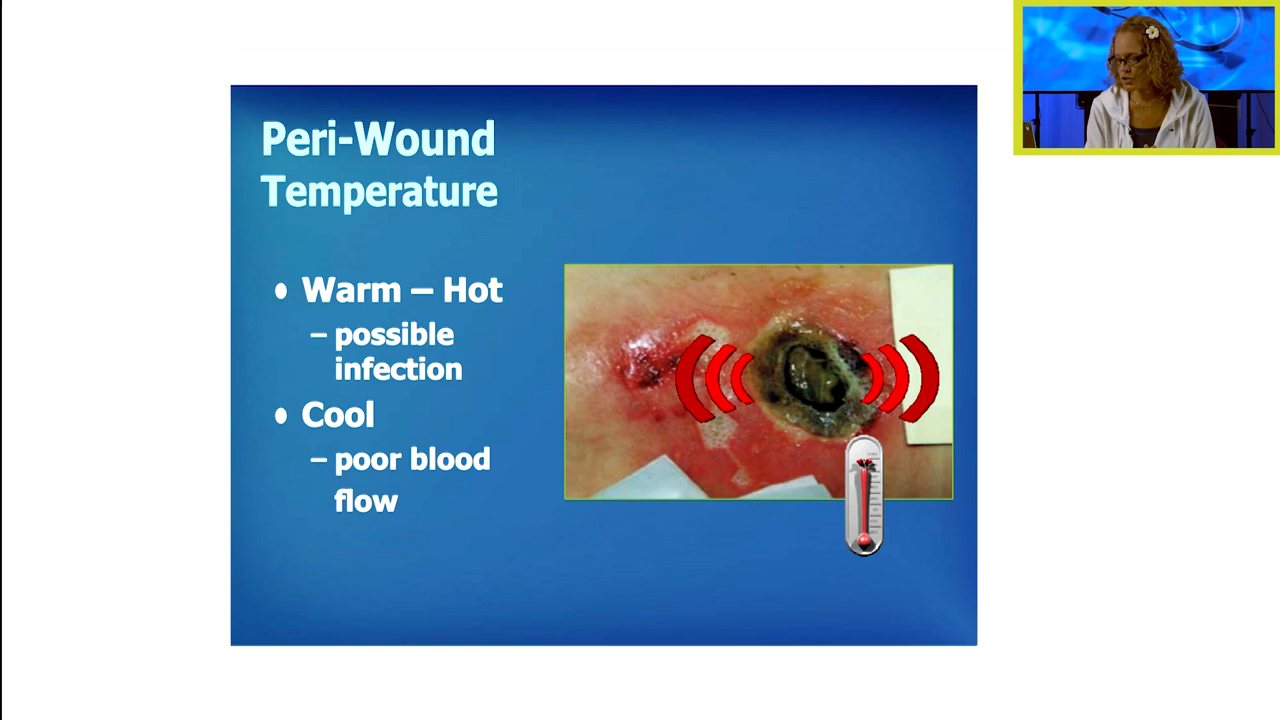 Peri-Wound
Temperature
• Warm – Hot
– possible
infection
• Cool
– poor blood
flow